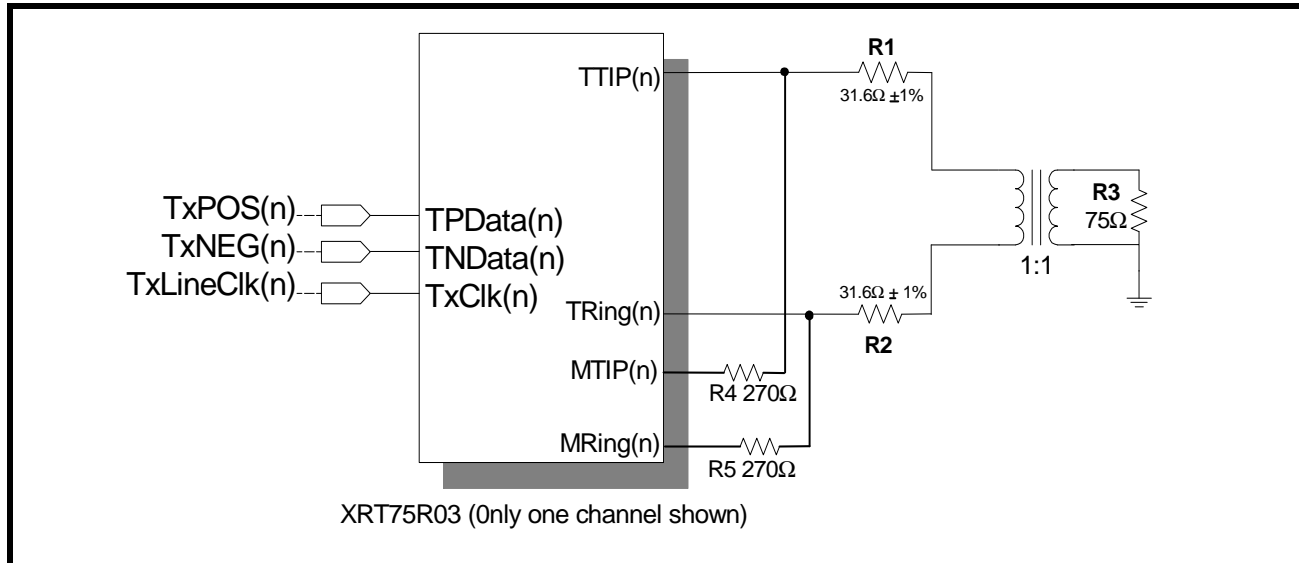 R1
TTIP(n)
31.6Ω ±1%
TxPOS(n)
TPData(n)
R3
75Ω
TxNEG(n)
TNData(n)
1:1
TxLineClk(n)
TxClk(n)
31.6Ω ± 1%
TRing(n)
R2
MTIP(n)
R4 270Ω
MRing(n)
R5 270Ω
XRT75R03 (0nly one channel shown)